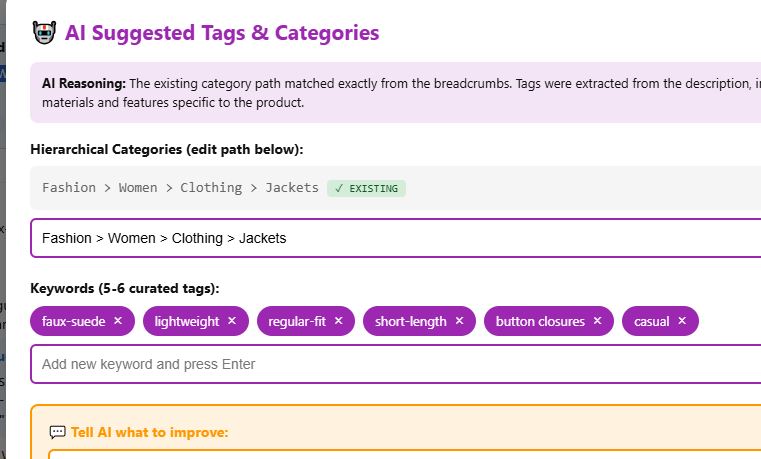 AI Suggested Tags & Categories
AI Reasoning: The existing category path matched exactly from the breadcrumbs. Tags were extracted from the description,
materials and features specific to the product.
Hierarchical Categories (edit path below):
Fashion > Women > Clothing > Jackets ✓ EXISTING
Fashion > Women > Clothing > Jackets
Keywords (5-6 curated tags):
faux-suede × lightweight × regular-fit × short-length × button closures × casual ×
Add new keyword and press Enter
Tell AI what to improve: